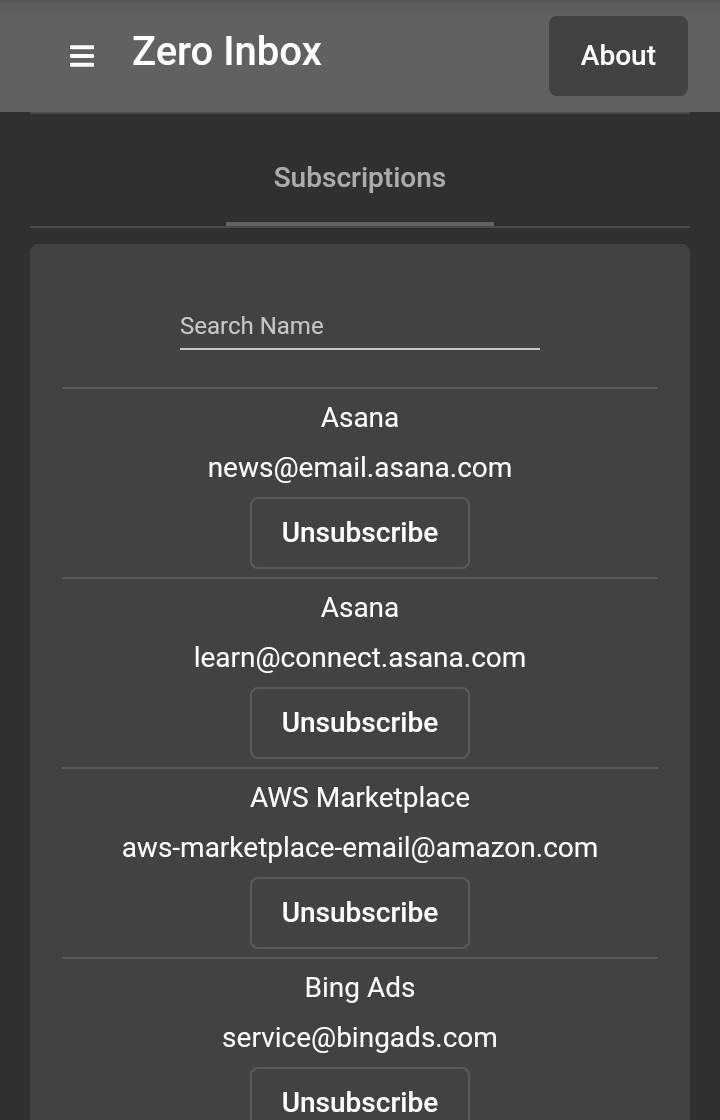 Zero Inbox
About
Subscriptions
Search Name
Asana
news@email.asana.com
Unsubscribe
Asana
learn@connect.asana.com
Unsubscribe
AWS Marketplace
aws-marketplace-email@amazon.com
Unsubscribe
Bing Ads
service@bingads.com
Unsubscribe